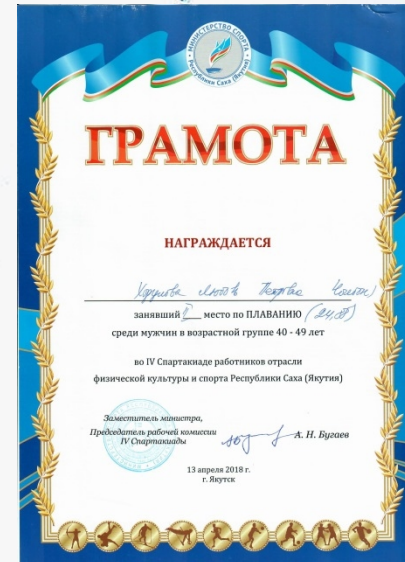 МИНИСТЕРСТВО СПОРТА
Республики Саха (Якутия)
ГРАМОТА
НАГРАЖДАЕТСЯ
занявший место по ПЛАВАНИЮ
среди мужчин в возрастной группе 40 - 49 лет
во IV Спартакиаде работников отрасли
физической культуры и спорта Республики Саха (Якутия)
Заместитель министра,
Председатель рабочей комиссии
IV Спартакиады
А. Н. Бугаев
13 апреля 2018 г.
г. Якутск